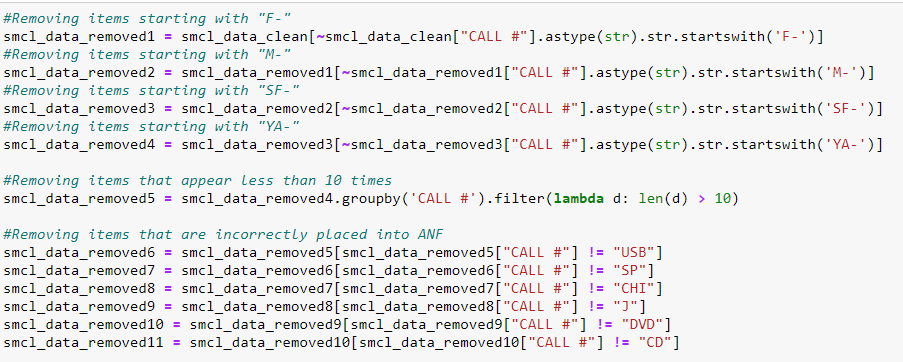 #Removing items starting with "F-"
smcl_data_removed1 = smcl_data_clean[~smcl_data_clean["CALL #"].astype(str).str.startswith('F-')]
#Removing items starting with "M-"
smcl_data_removed2 = smcl_data_removed1[~smcl_data_removed1["CALL #"].astype(str).str.startswith('M-')]
#Removing items starting with "SF-"
smcl_data_removed3 = smcl_data_removed2[~smcl_data_removed2["CALL #"].astype(str).str.startswith('SF-')]
#Removing items starting with "YA-"
smcl_data_removed4 = smcl_data_removed3[~smcl_data_removed3["CALL #"].astype(str).str.startswith('YA-')]
#Removing items that appear less than 10 times
smcl_data_removed5 = smcl_data_removed4.groupby('CALL #').filter(lambda d: len(d) > 10)
#Removing items that are incorrectly placed into ANF
smcl_data_removed6 = smcl_data_removed5[smcl_data_removed5["CALL #"] != "USB"]
smcl_data_removed7 = smcl_data_removed6[smcl_data_removed6["CALL #"] != "SP"]
smcl_data_removed8 = smcl_data_removed7[smcl_data_removed7["CALL #"] != "CHI"]
smcl_data_removed9 = smcl_data_removed8[smcl_data_removed8["CALL #"] != "J"]
smcl_data_removed10 = smcl_data_removed9[smcl_data_removed9["CALL #"] != "DVD"]
smcl_data_removed11 = smcl_data_removed10[smcl_data_removed10["CALL #"] != "CD"]